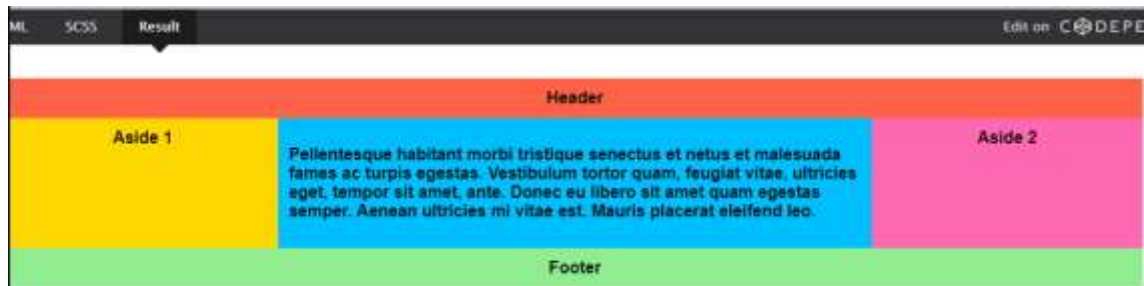 ML SCSS Result Edit on CODEPE
Header
Aside 1
Pellentesque habitant morbi tristique senectus et netus et malesuada
fames ac turpis egestas. Vestibulum tortor quam, feugiat vitae, ultricies
eget, tempor sit amet, ante. Donec eu libero sit amet quam egestas
semper. Aenean ultricies mi vitae est. Mauris placerat eleifend leo.
Aside 2
Footer